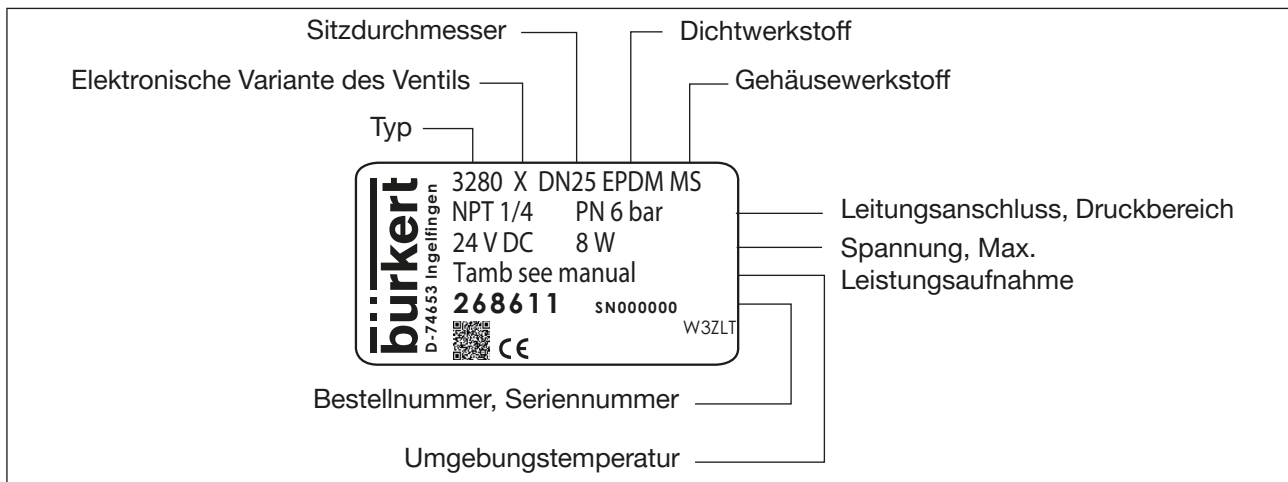 Sitzdurchmesser
Dichtwerkstoff
Elektronische Variante des Ventils
Gehäusewerkstoff
Typ
bürkert
D-74653 Ingelfingen
3280 X DN25 EPDM MS
NPT 1/4 PN 6 bar
24 V DC 8 W
Tamb see manual
268611 SN000000
W3ZLT
CE
Leitungsanschluss, Druckbereich
Spannung, Max.
Leistungsaufnahme
Bestellnummer, Seriennummer
Umgebungstemperatur